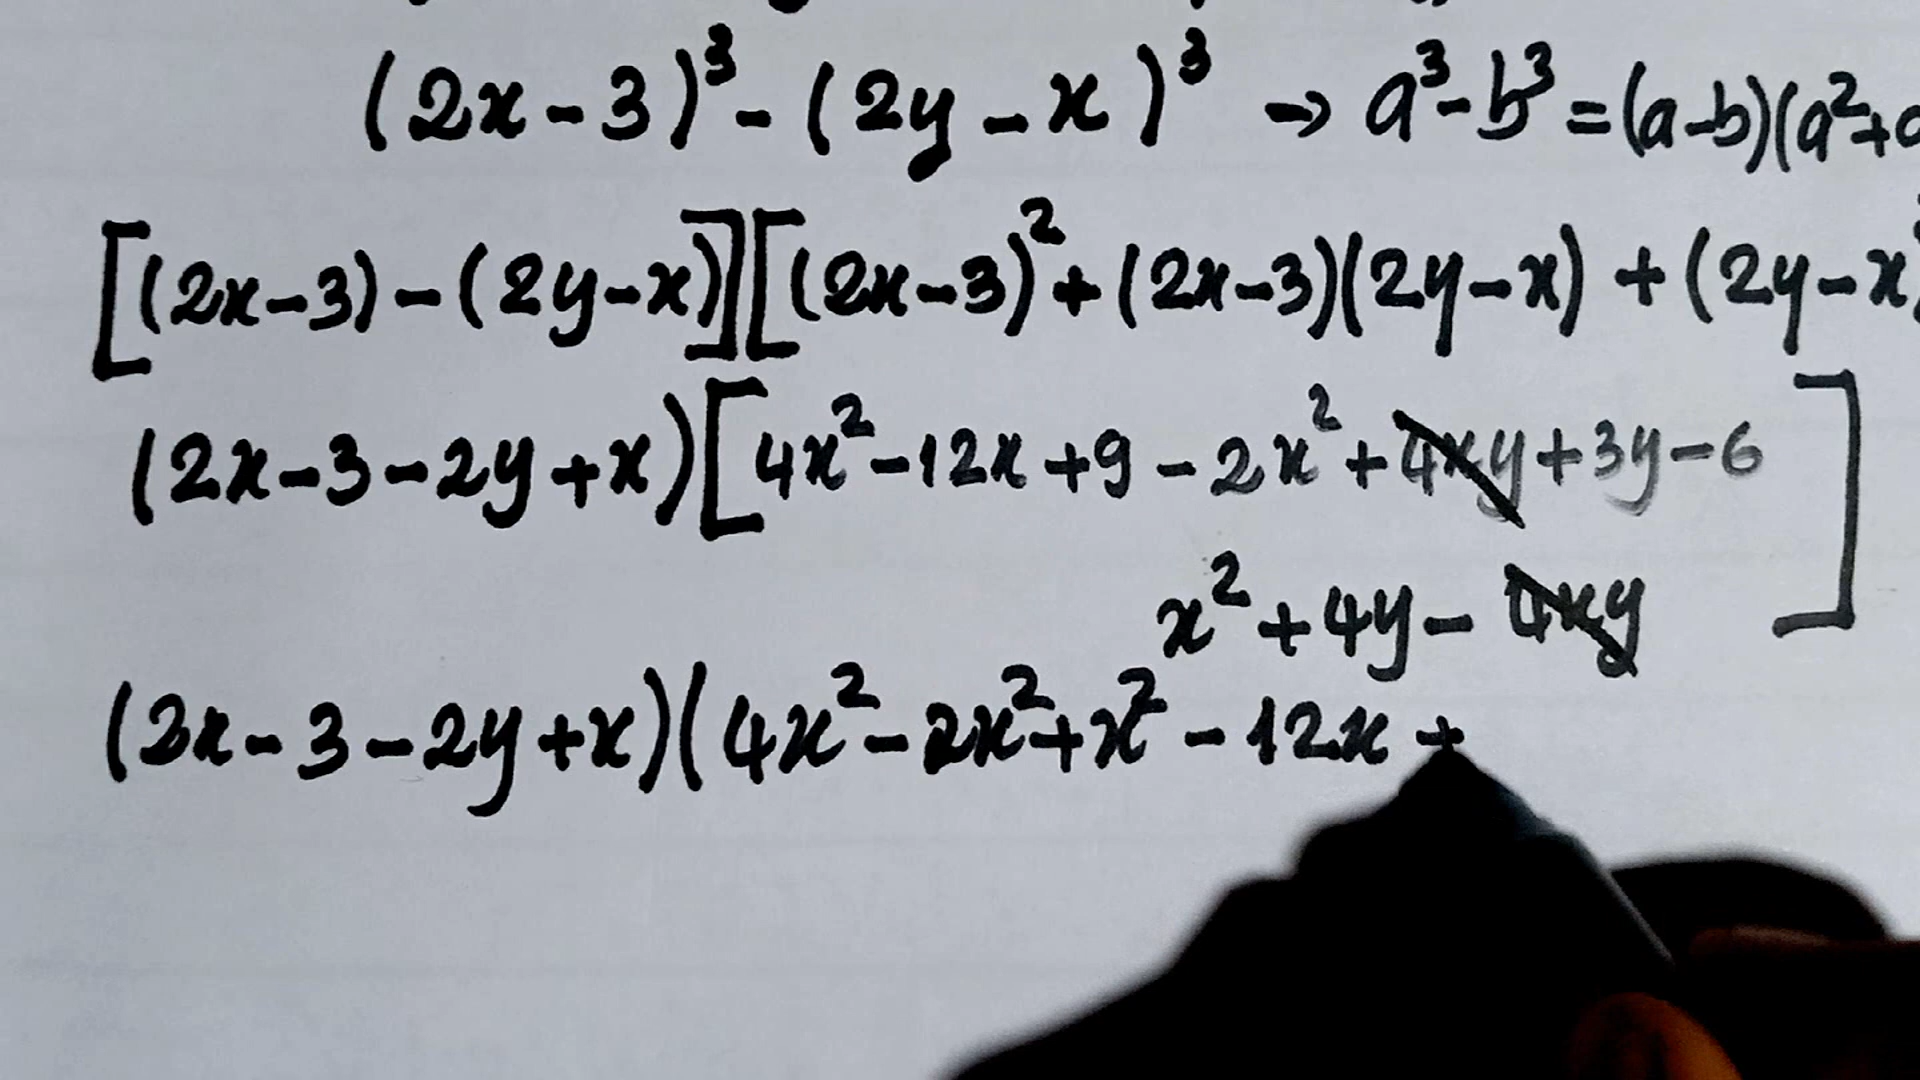 (2x-3)³-(2y-x)³ → a³-b³=(a-b)(a²+
[(2x-3)-(2y-x)][(2x-3)²+(2x-3)(2y-x)+(2y-x)
(2x-3-2y+x)[4x²-12x+9-2x²+4xy+3y-6
x²+4y-4xy]
(2x-3-2y+x)(4x²-2x²+x²-12x+